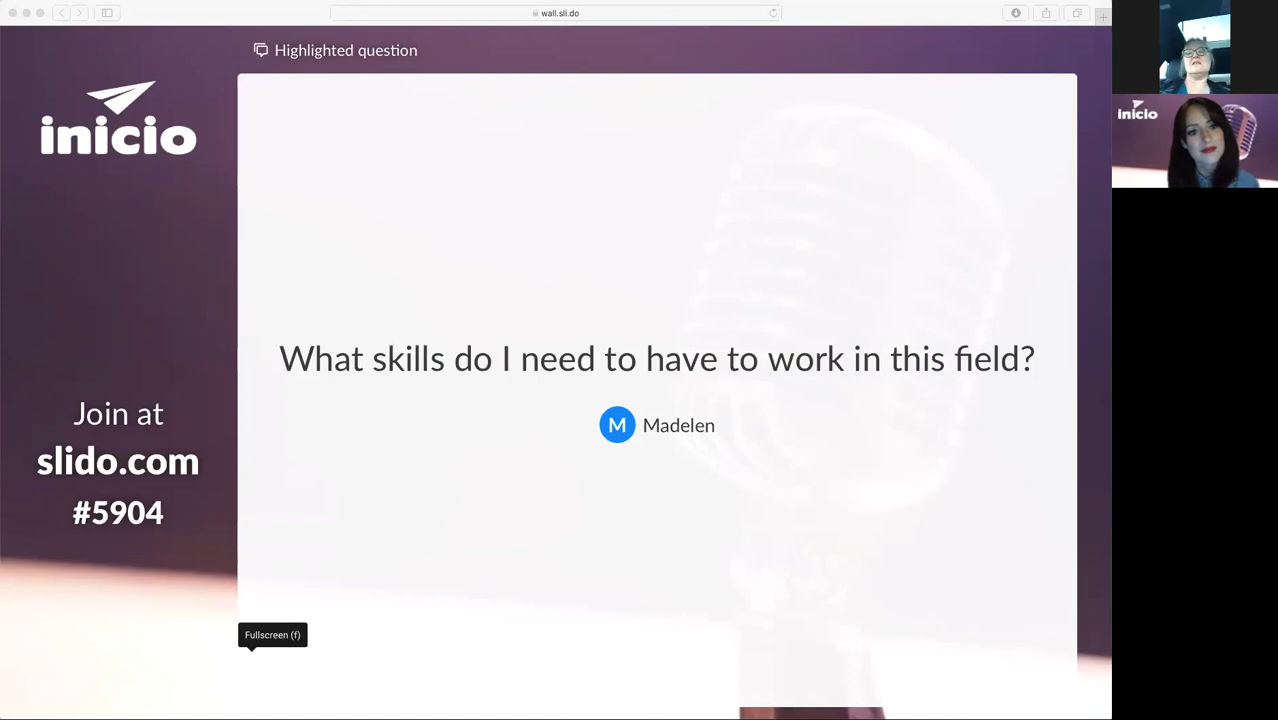 wall.sli.do
Highlighted question
inicio
What skills do I need to have to work in this field?
M Madelen
Join at
slido.com
#5904
Fullscreen (f)
inicio